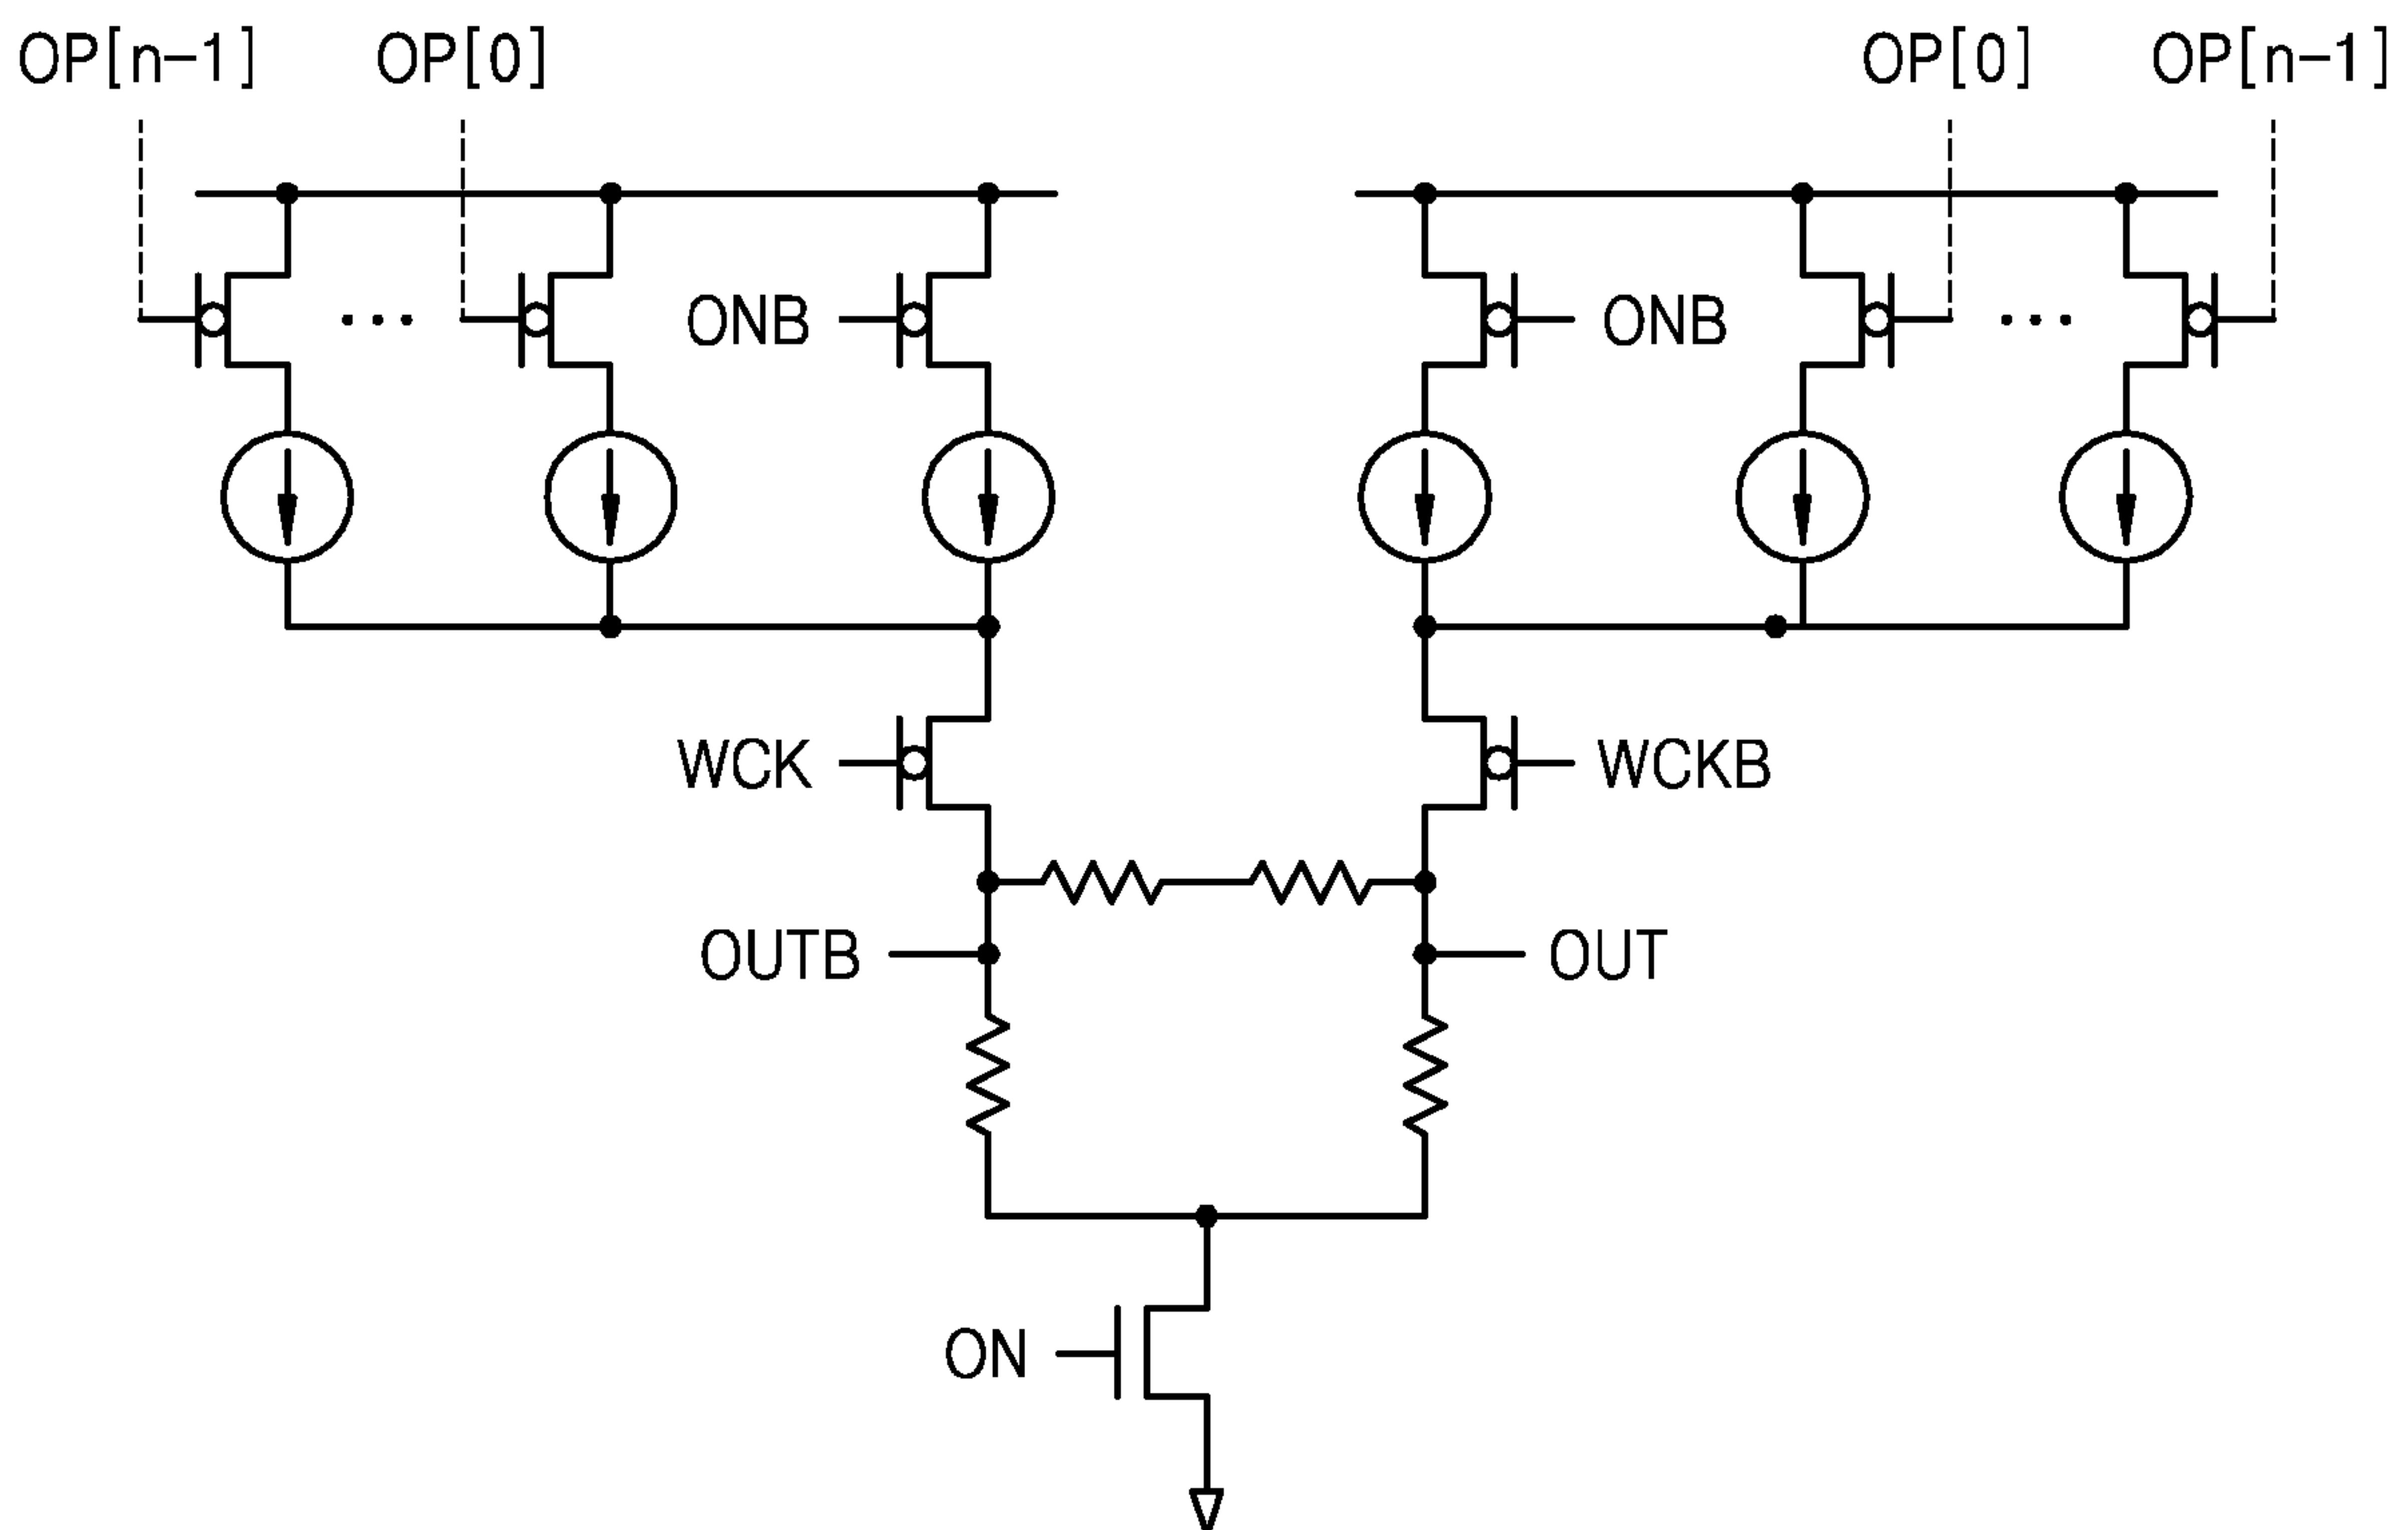 OP[n-1] OP[0] OP[0] OP[n-1]
ONB ONB
WCK WCKB
OUTB OUT
ON